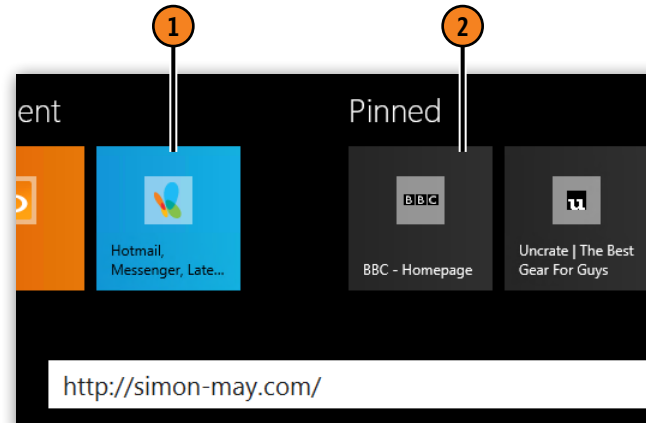 1
2
ent
Pinned
Hotmail,
Messenger, Late...
BBC
BBC - Homepage
u
Uncrate | The Best
Gear For Guys
http://simon-may.com/